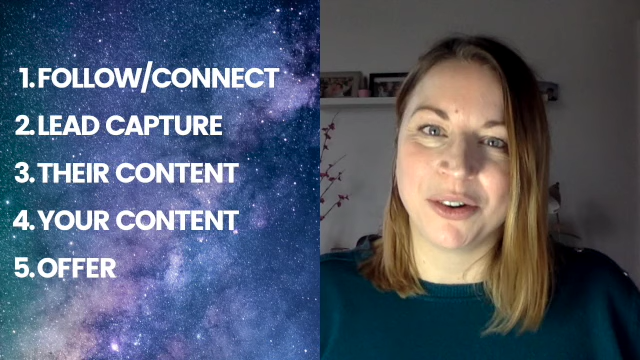 1. FOLLOW/CONNECT
2. LEAD CAPTURE
3. THEIR CONTENT
4. YOUR CONTENT
5. OFFER